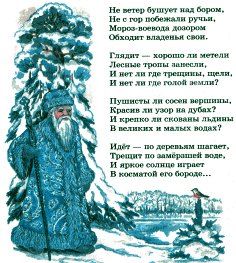 Не ветер бушует над бором,
Не с гор побежали ручьи,
Мороз-воевода дозором
Обходит владенья свои.
Глядит — хорошо ли метели
Лесные тропы занесли,
И нет ли где трещины, щели,
И нет ли где голой земли?
Пушисты ли сосен вершины,
Красив ли узор на дубах?
И крепко ли скованы льдины
В великих и малых водах?
Идёт — по деревьям шагает,
Трещит по замёрзшей воде,
И яркое солнце играет
В косматой его бороде...